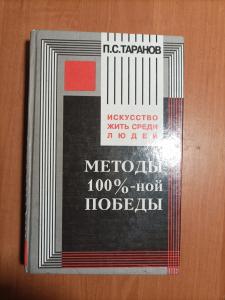 П.С.ТАРАНОВ
ИСКУССТВО
ЖИТЬ СРЕДИ
ЛЮДЕЙ
МЕТОДЫ
100%-ной
ПОБЕДЫ